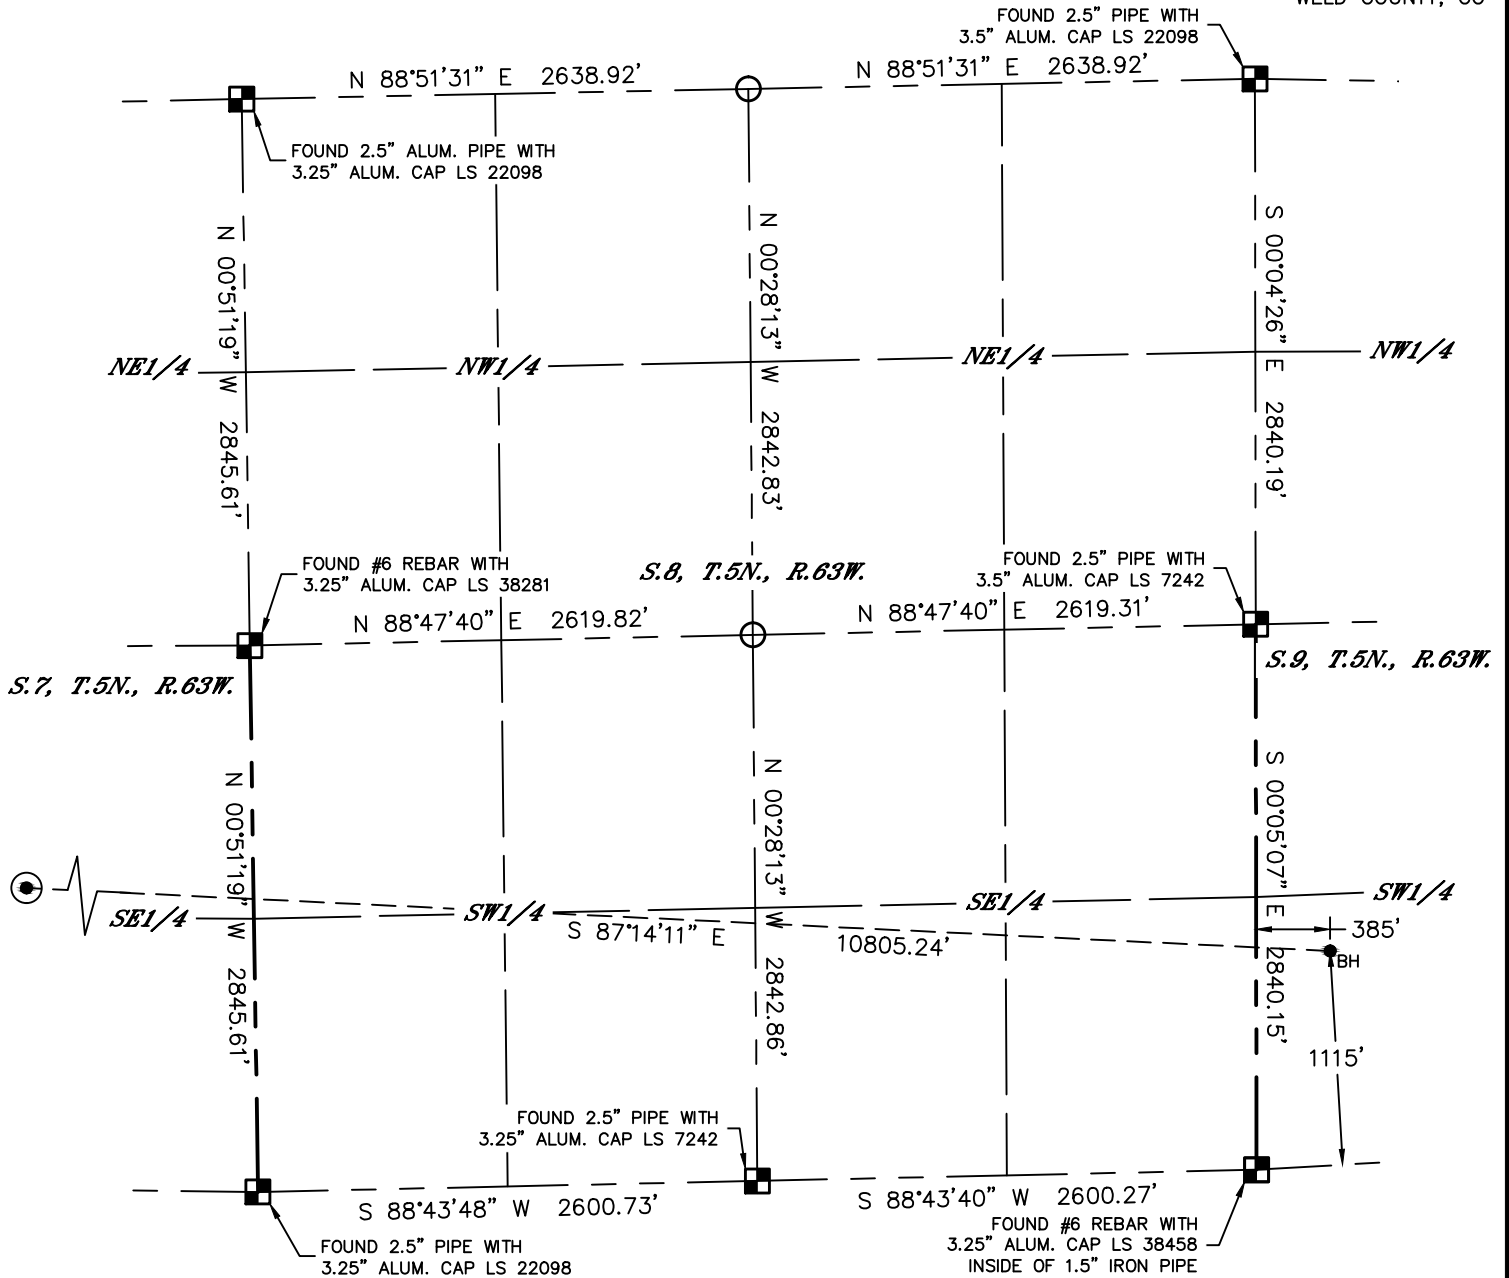 FOUND 2.5" PIPE WITH
3.5" ALUM. CAP LS 22098
N 88°51'31" E 2638.92'
N 88°51'31" E 2638.92'
FOUND 2.5" ALUM. PIPE WITH
3.25" ALUM. CAP LS 22098
N 00°51'19" W 2845.61'
N 00°28'13" W 2842.83'
S 00°04'26" E 2840.19'
NE1/4
NW1/4
NE1/4
NW1/4
FOUND #6 REBAR WITH
3.25" ALUM. CAP LS 38281
S.8, T.5N., R.63W.
FOUND 2.5" PIPE WITH
3.5" ALUM. CAP LS 7242
N 88°47'40" E 2619.82'
N 88°47'40" E 2619.31'
S.7, T.5N., R.63W.
S.9, T.5N., R.63W.
N 00°51'19" W 2845.61'
N 00°28'13" W 2842.86'
S 00°05'07" E 2840.15'
SE1/4
SW1/4
SE1/4
SW1/4
S 87°14'11" E 10805.24'
385'
BH
1115'
FOUND 2.5" PIPE WITH
3.25" ALUM. CAP LS 7242
S 88°43'48" W 2600.73'
S 88°43'40" W 2600.27'
FOUND 2.5" PIPE WITH
3.25" ALUM. CAP LS 22098
FOUND #6 REBAR WITH
3.25" ALUM. CAP LS 38458
INSIDE OF 1.5" IRON PIPE